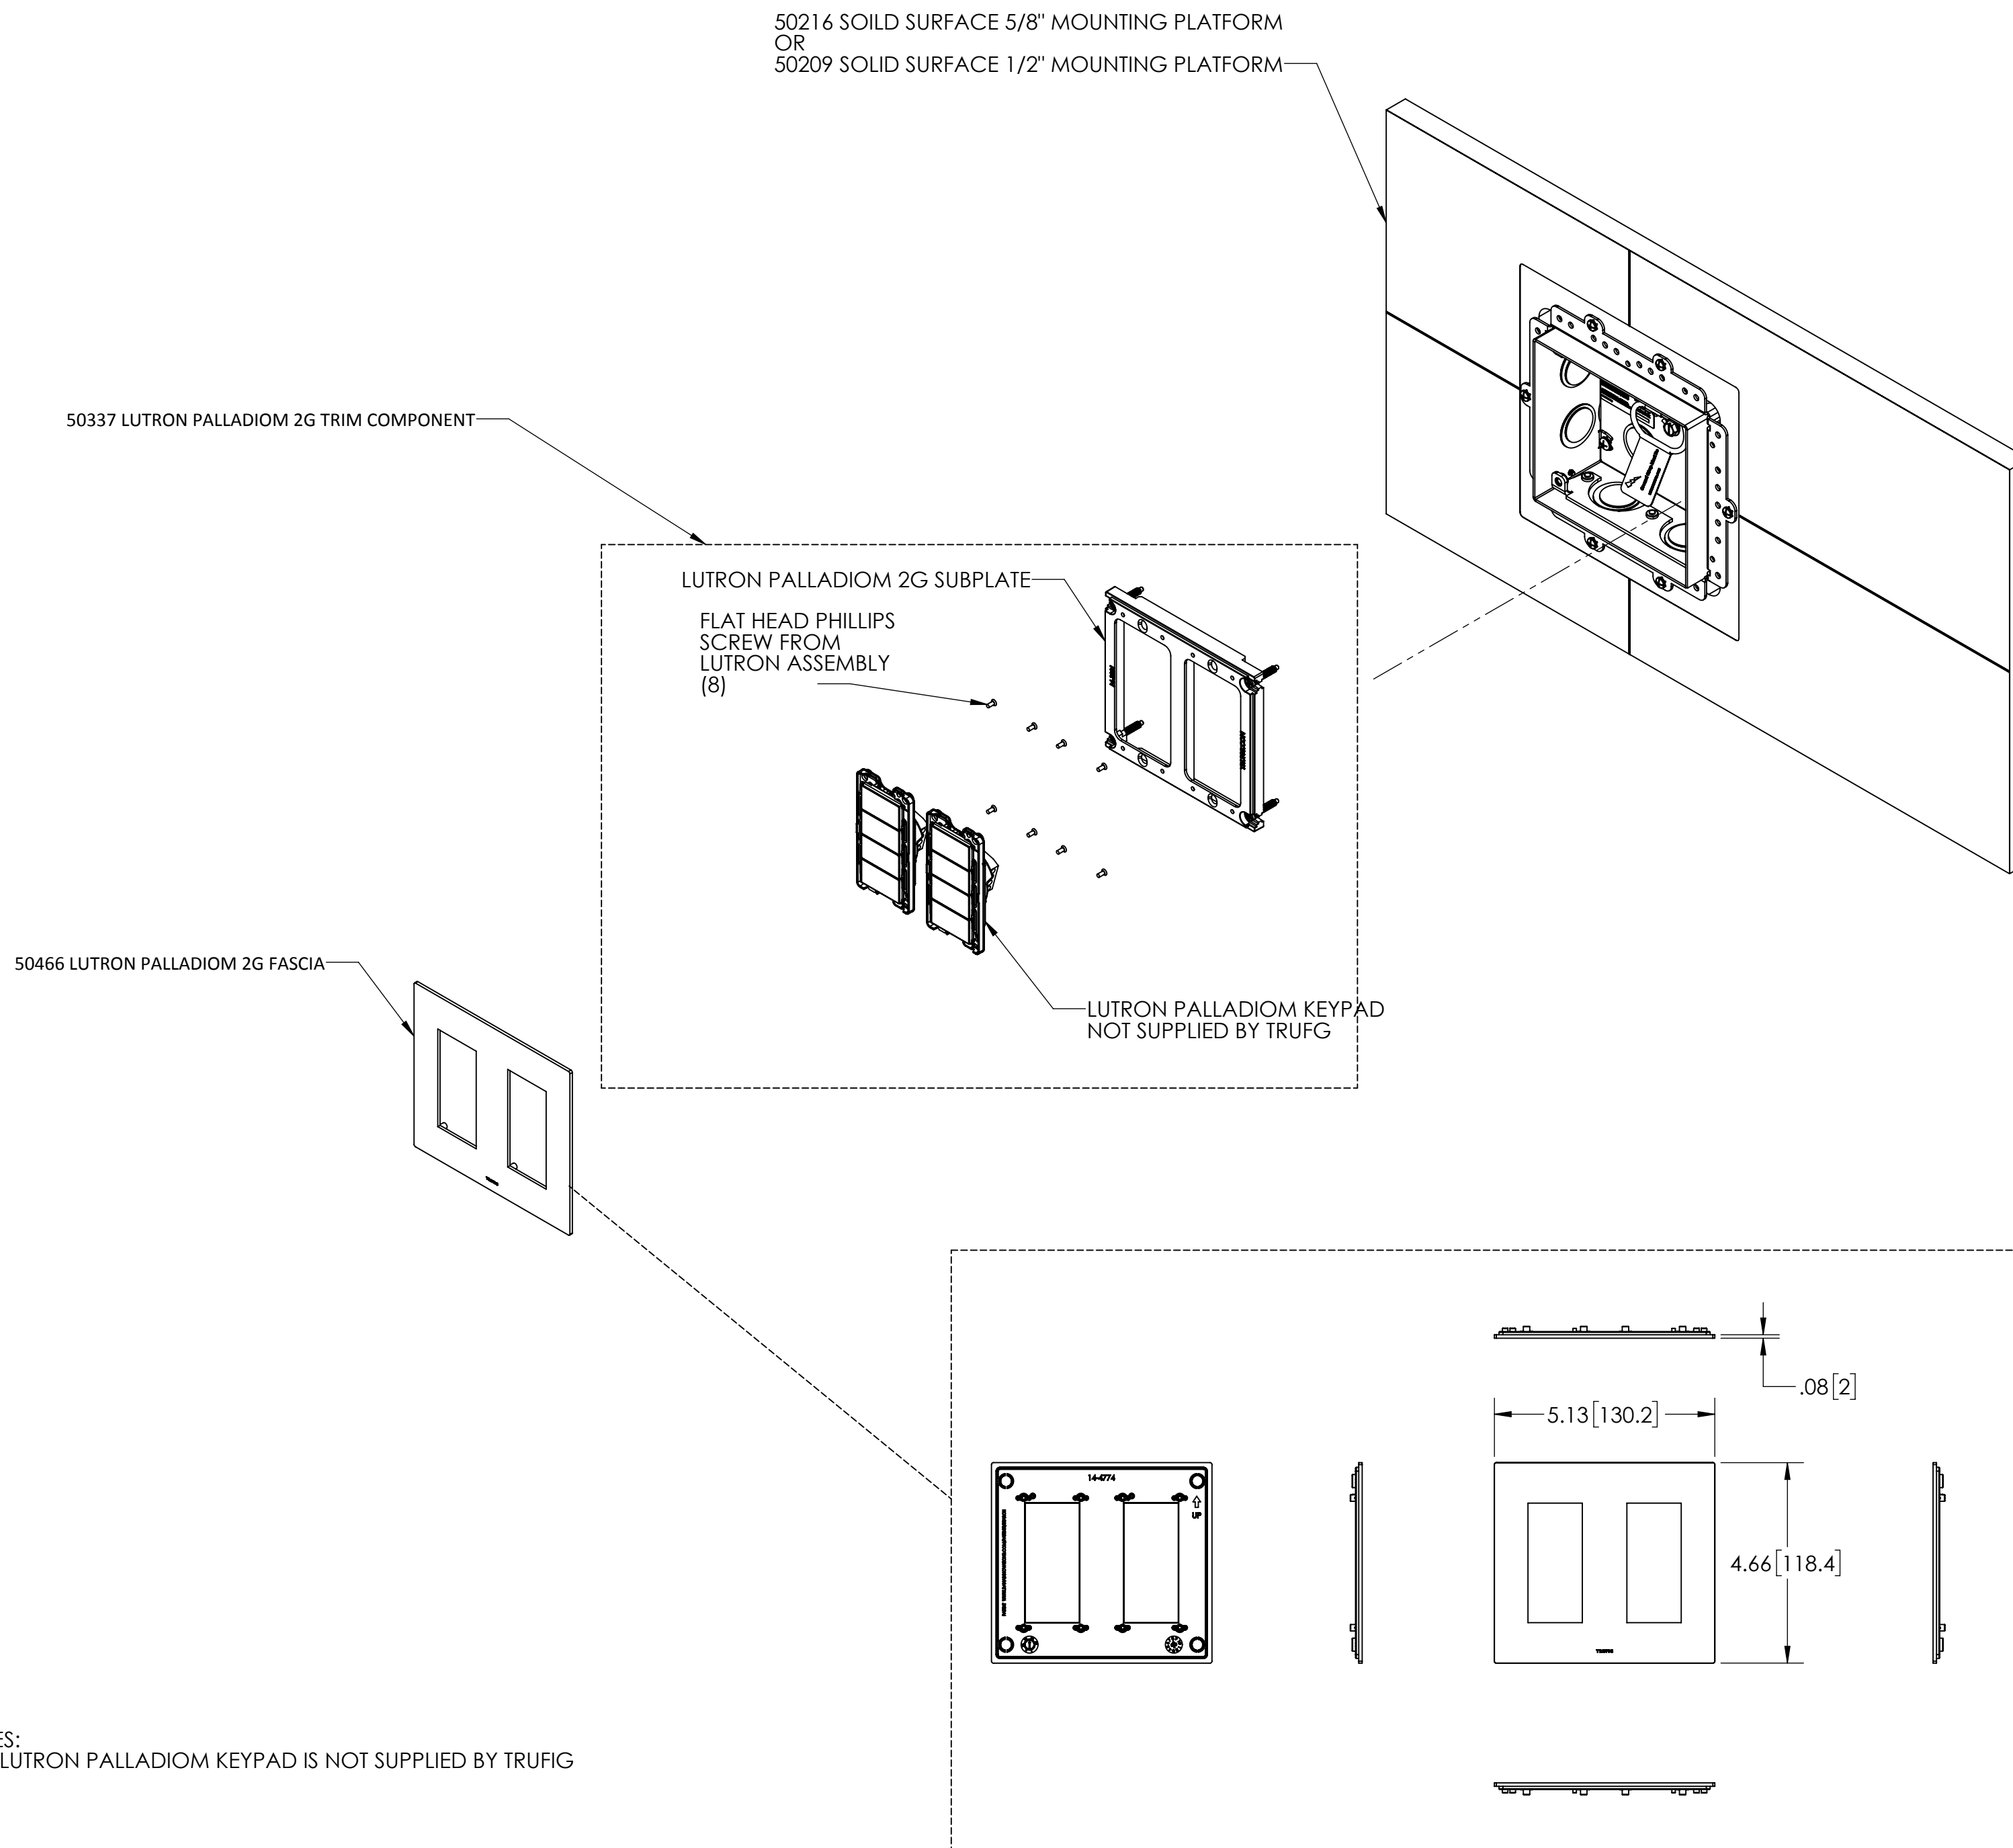 50216 SOILD SURFACE 5/8" MOUNTING PLATFORM
OR
50209 SOLID SURFACE 1/2" MOUNTING PLATFORM
50337 LUTRON PALLADIOM 2G TRIM COMPONENT
LUTRON PALLADIOM 2G SUBPLATE
FLAT HEAD PHILLIPS
SCREW FROM
LUTRON ASSEMBLY
(8)
50466 LUTRON PALLADIOM 2G FASCIA
LUTRON PALLADIOM KEYPAD
NOT SUPPLIED BY TRUFG
.08[2]
5.13[130.2]
14-4774
UP
4.66[118.4]
TRUFIG
ES:
LUTRON PALLADIOM KEYPAD IS NOT SUPPLIED BY TRUFIG